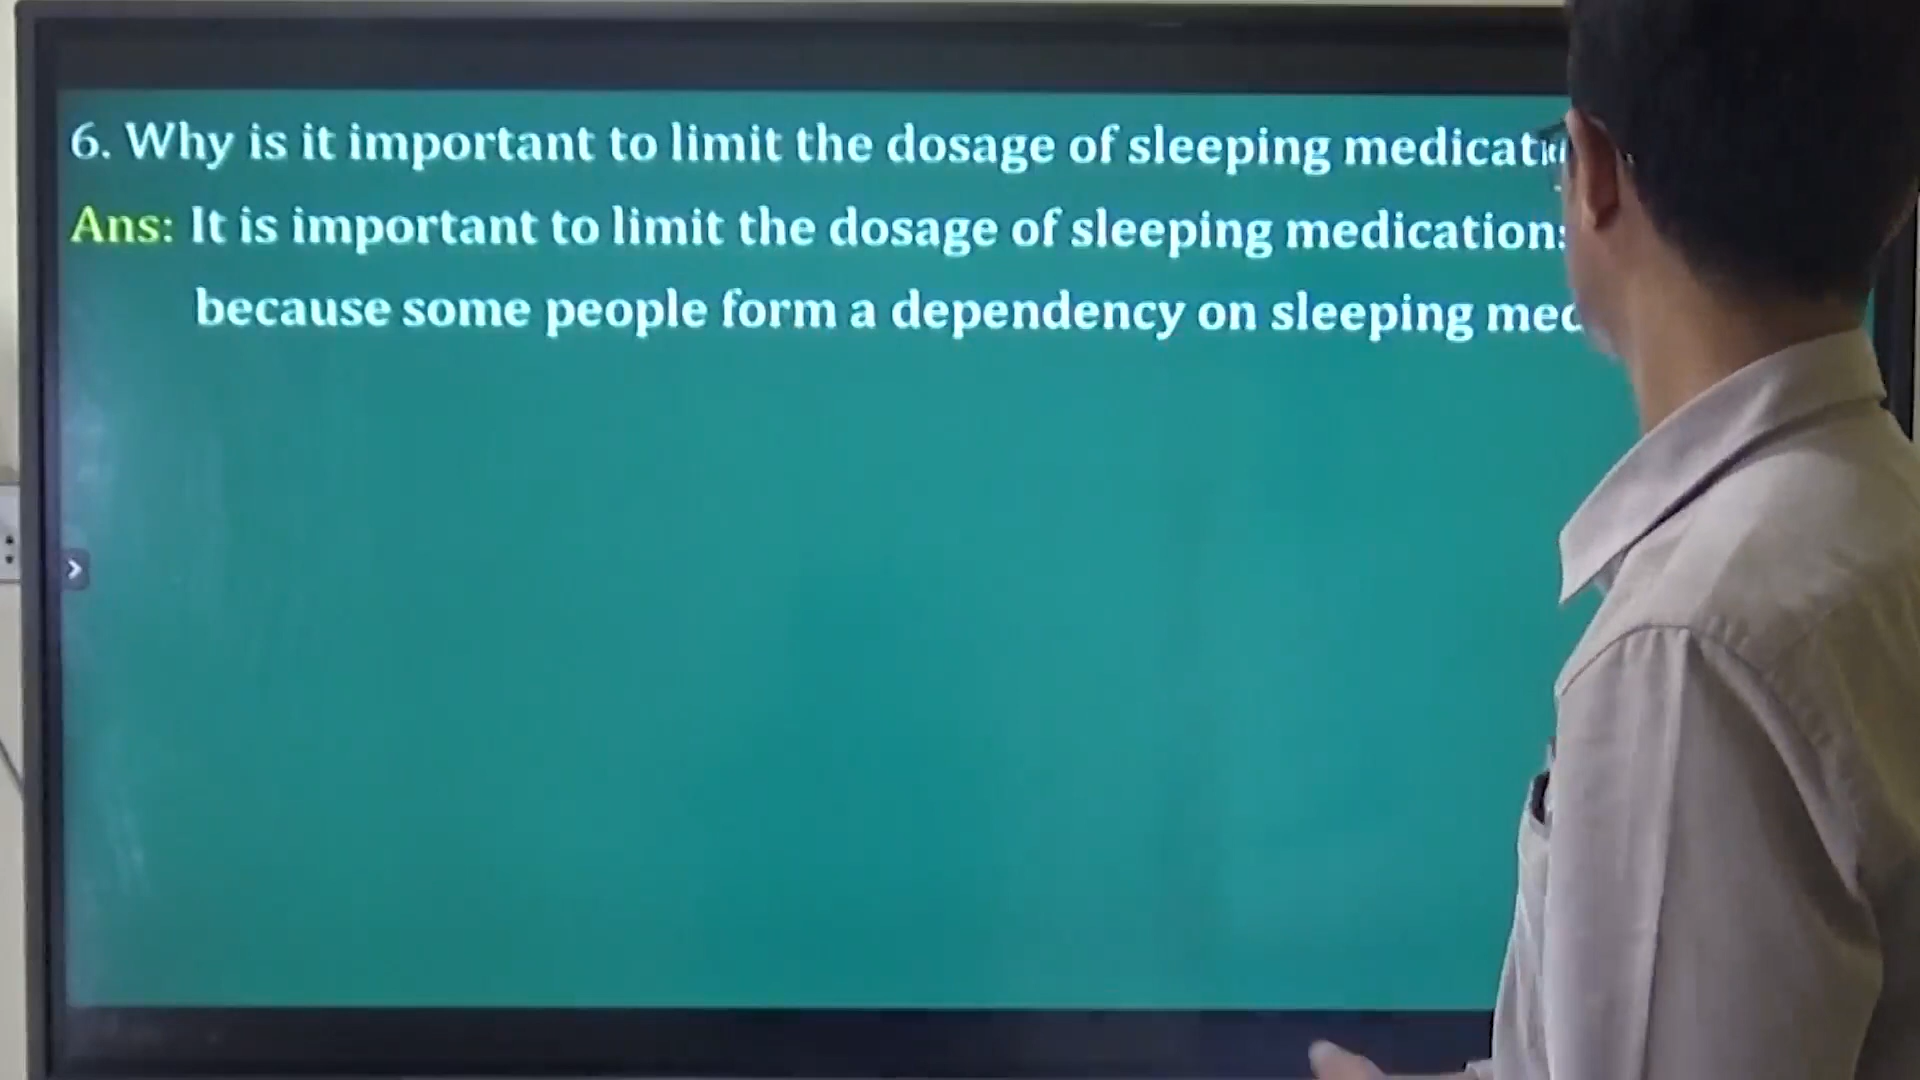 6. Why is it important to limit the dosage of sleeping
Ans: It is important to limit the dosage of sleeping medications
because some people form a dependency on sleeping